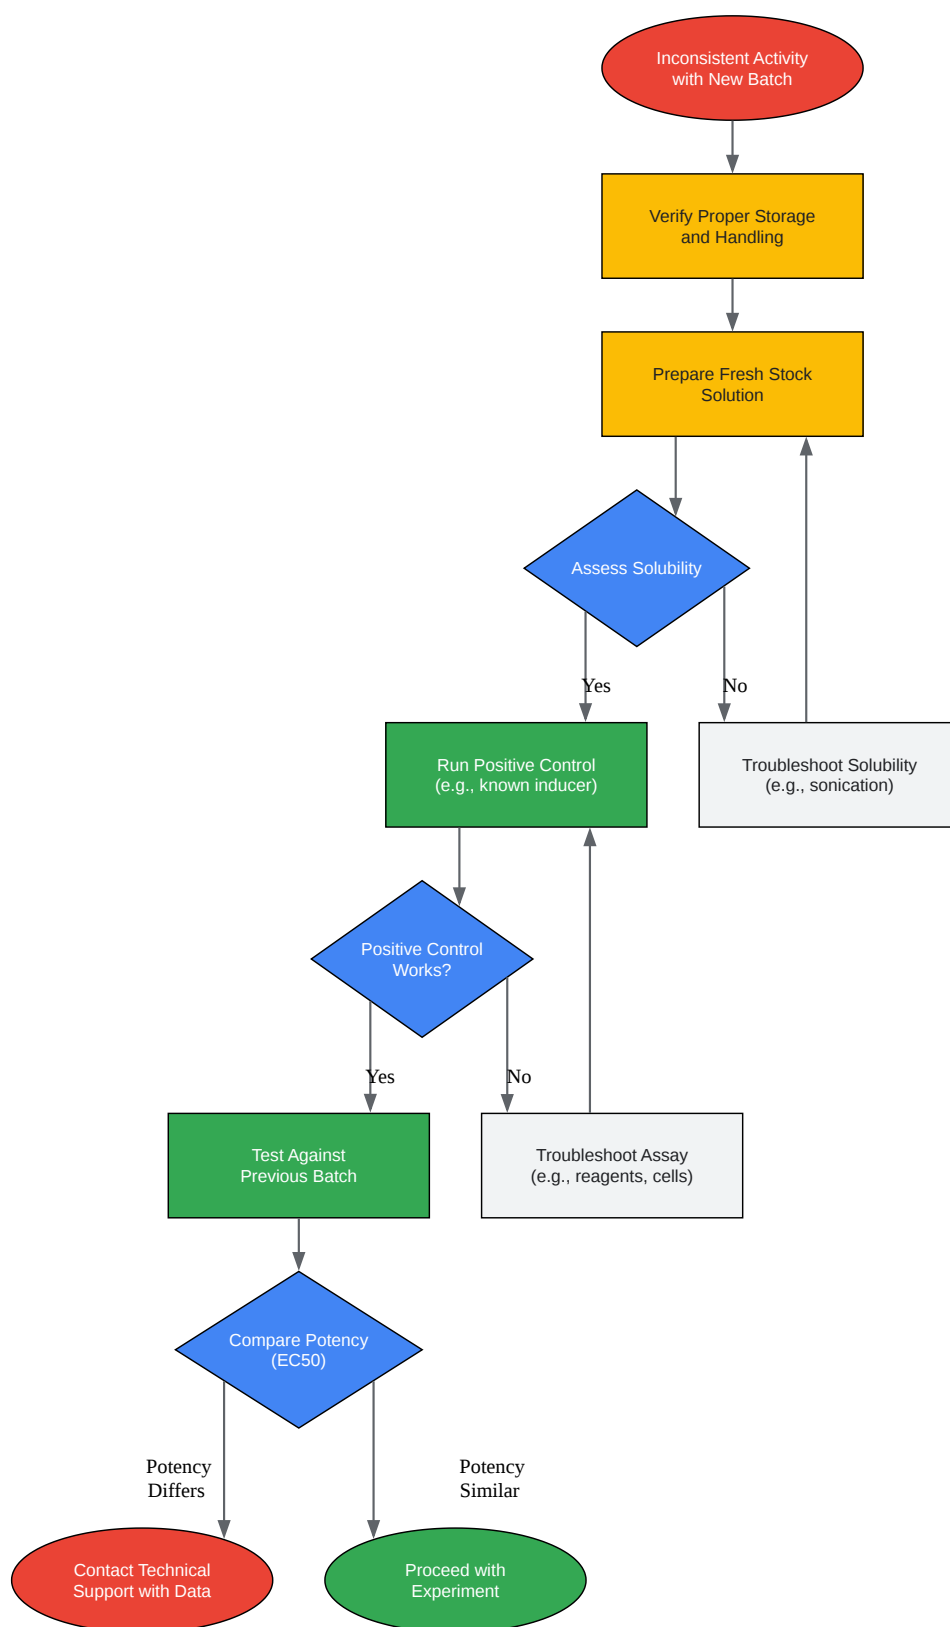 Inconsistent Activity
with New Batch
Verify Proper Storage
and Handling
Prepare Fresh Stock
Solution
Assess Solubility
Yes
No
Run Positive Control
(e.g., known inducer)
Troubleshoot Solubility
(e.g., sonication)
Positive Control
Works?
Yes
No
Test Against
Previous Batch
Troubleshoot Assay
(e.g., reagents, cells)
Compare Potency
(EC50)
Potency
Differs
Potency
Similar
Contact Technical
Support with Data
Proceed with
Experiment